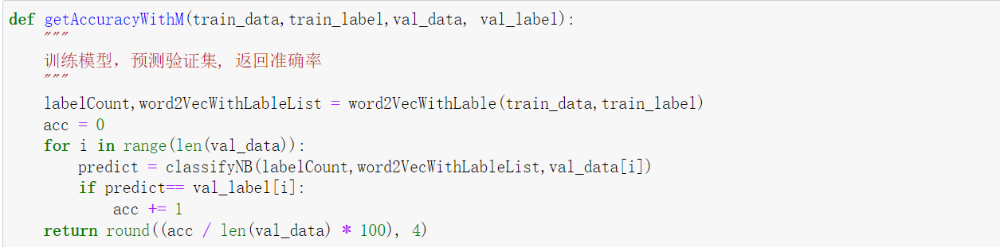 def getAccuracyWithM(train_data,train_label,val_data, val_label):
    """
    训练模型，预测验证集, 返回准确率
    """
    labelCount,word2VecWithLableList = word2VecWithLable(train_data,train_label)
    acc = 0
    for i in range(len(val_data)):
        predict = classifyNB(labelCount,word2VecWithLableList,val_data[i])
        if predict== val_label[i]:
            acc += 1
    return round((acc / len(val_data) * 100), 4)